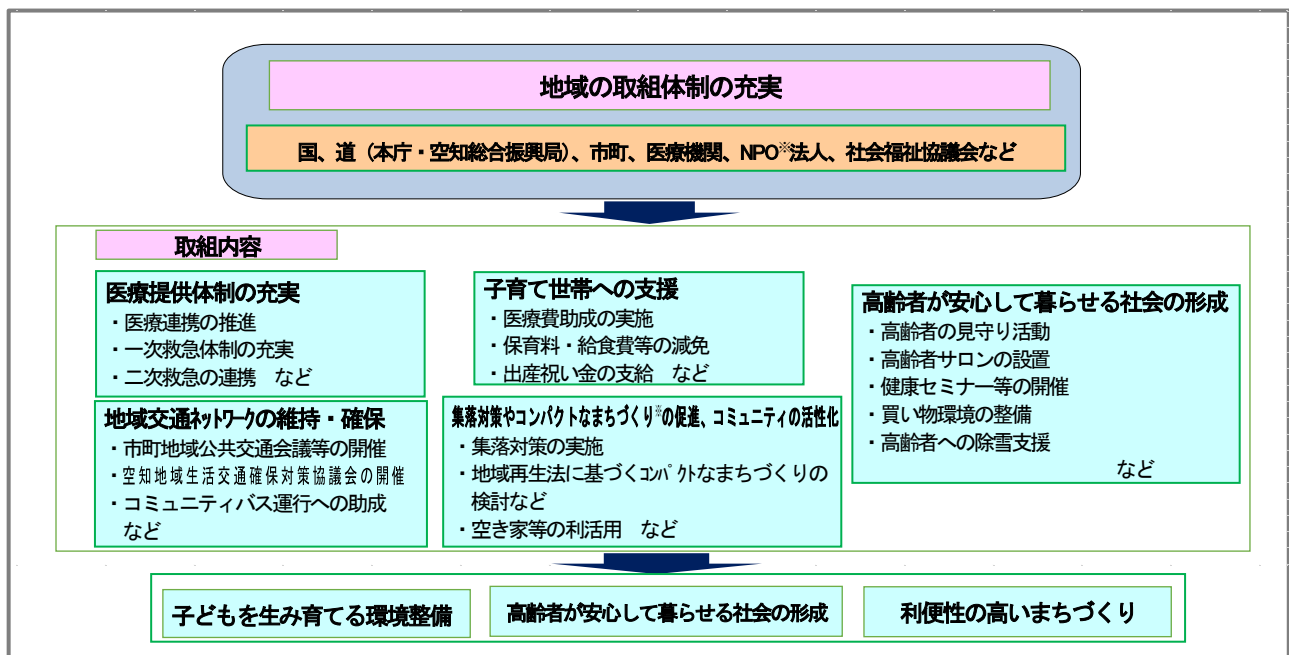 地域の取組体制の充実
国、道（本庁・空知総合振興局）、市町、医療機関、NPO※法人、社会福祉協議会など
取組内容
医療提供体制の充実
・医療連携の推進
・一次救急体制の充実
・二次救急の連携　など
子育て世帯への支援
・医療費助成の実施
・保育料・給食費等の減免
・出産祝い金の支給　など
高齢者が安心して暮らせる社会の形成
・高齢者の見守り活動
・高齢者サロンの設置
・健康セミナー等の開催
・買い物環境の整備
・高齢者への除雪支援
など
地域交通ﾈｯﾄﾜｰｸの維持・確保
・市町地域公共交通会議等の開催
・空知地域生活交通確保対策協議会の開催
・コミュニティバス運行への助成
など
集落対策やコンパクトなまちづくり※の促進、コミュニティの活性化
・集落対策の実施
・地域再生法に基づくｺﾝﾊﾟｸﾄなまちづくりの
検討など
・空き家等の利活用　など
子どもを生み育てる環境整備
高齢者が安心して暮らせる社会の形成
利便性の高いまちづくり